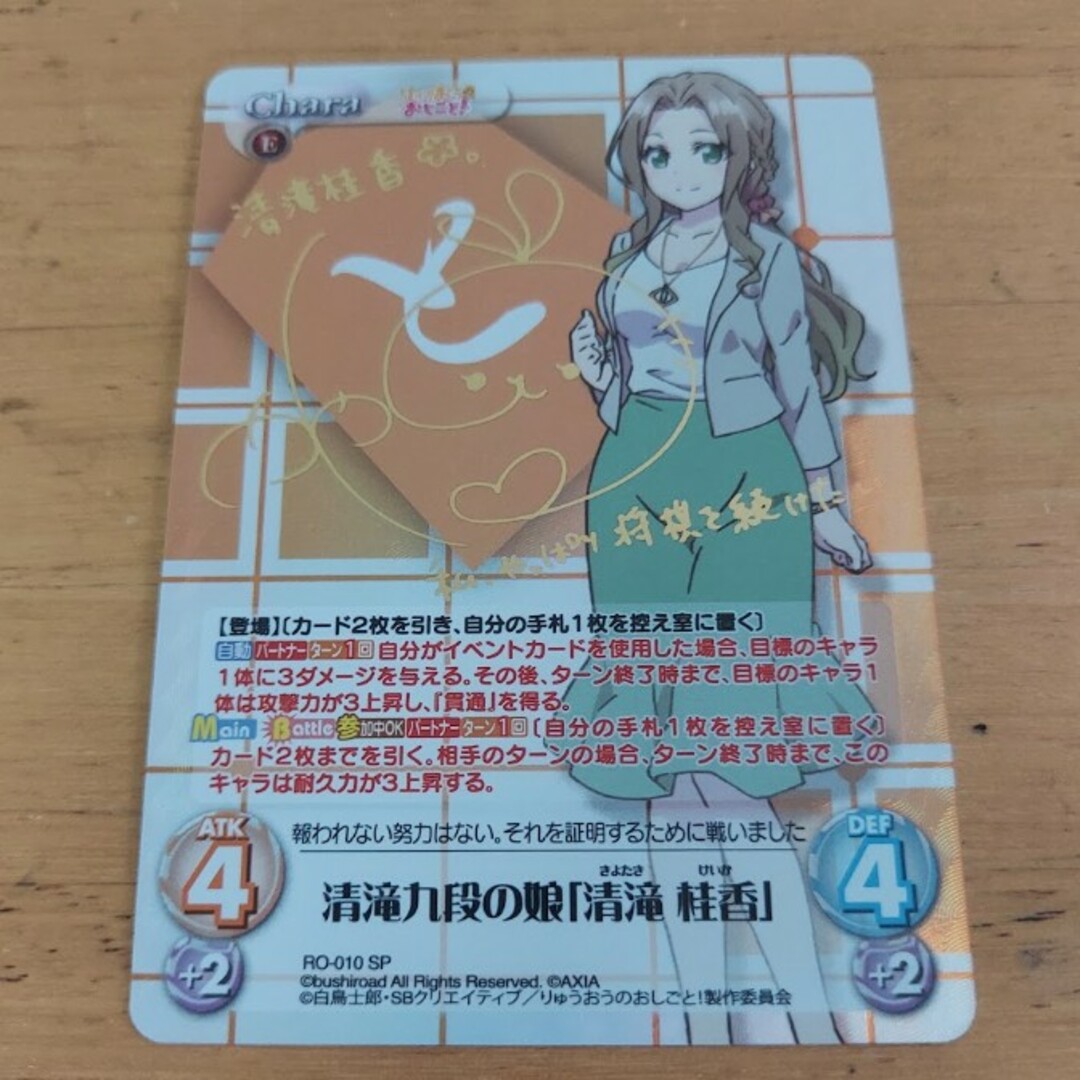 Chara
りゅうおうの
おしごと!
E
清滝桂香
と
やっぱり将棋を続けた
【登場】〔カード2枚を引き、自分の手札1枚を控え室に置く〕
自動 パートナー ターン1回 自分がイベントカードを使用した場合、目標のキャラ
1体に3ダメージを与える。その後、ターン終了時まで、目標のキャラ1
体は攻撃力が3上昇し、『貫通』を得る。
Main Battle 参加中OK パートナー ターン1回 〔自分の手札1枚を控え室に置く〕
カード2枚までを引く。相手のターンの場合、ターン終了時まで、この
キャラは耐久力が3上昇する。
ATK
4
+2
DEF
4
+2
報われない努力はない。それを証明するために戦いました
きよたき けいか
清滝九段の娘「清滝 桂香」
RO-010 SP
©bushiroad All Rights Reserved. ©AXIA
©白鳥士郎・SBクリエイティブ／りゅうおうのおしごと!製作委員会